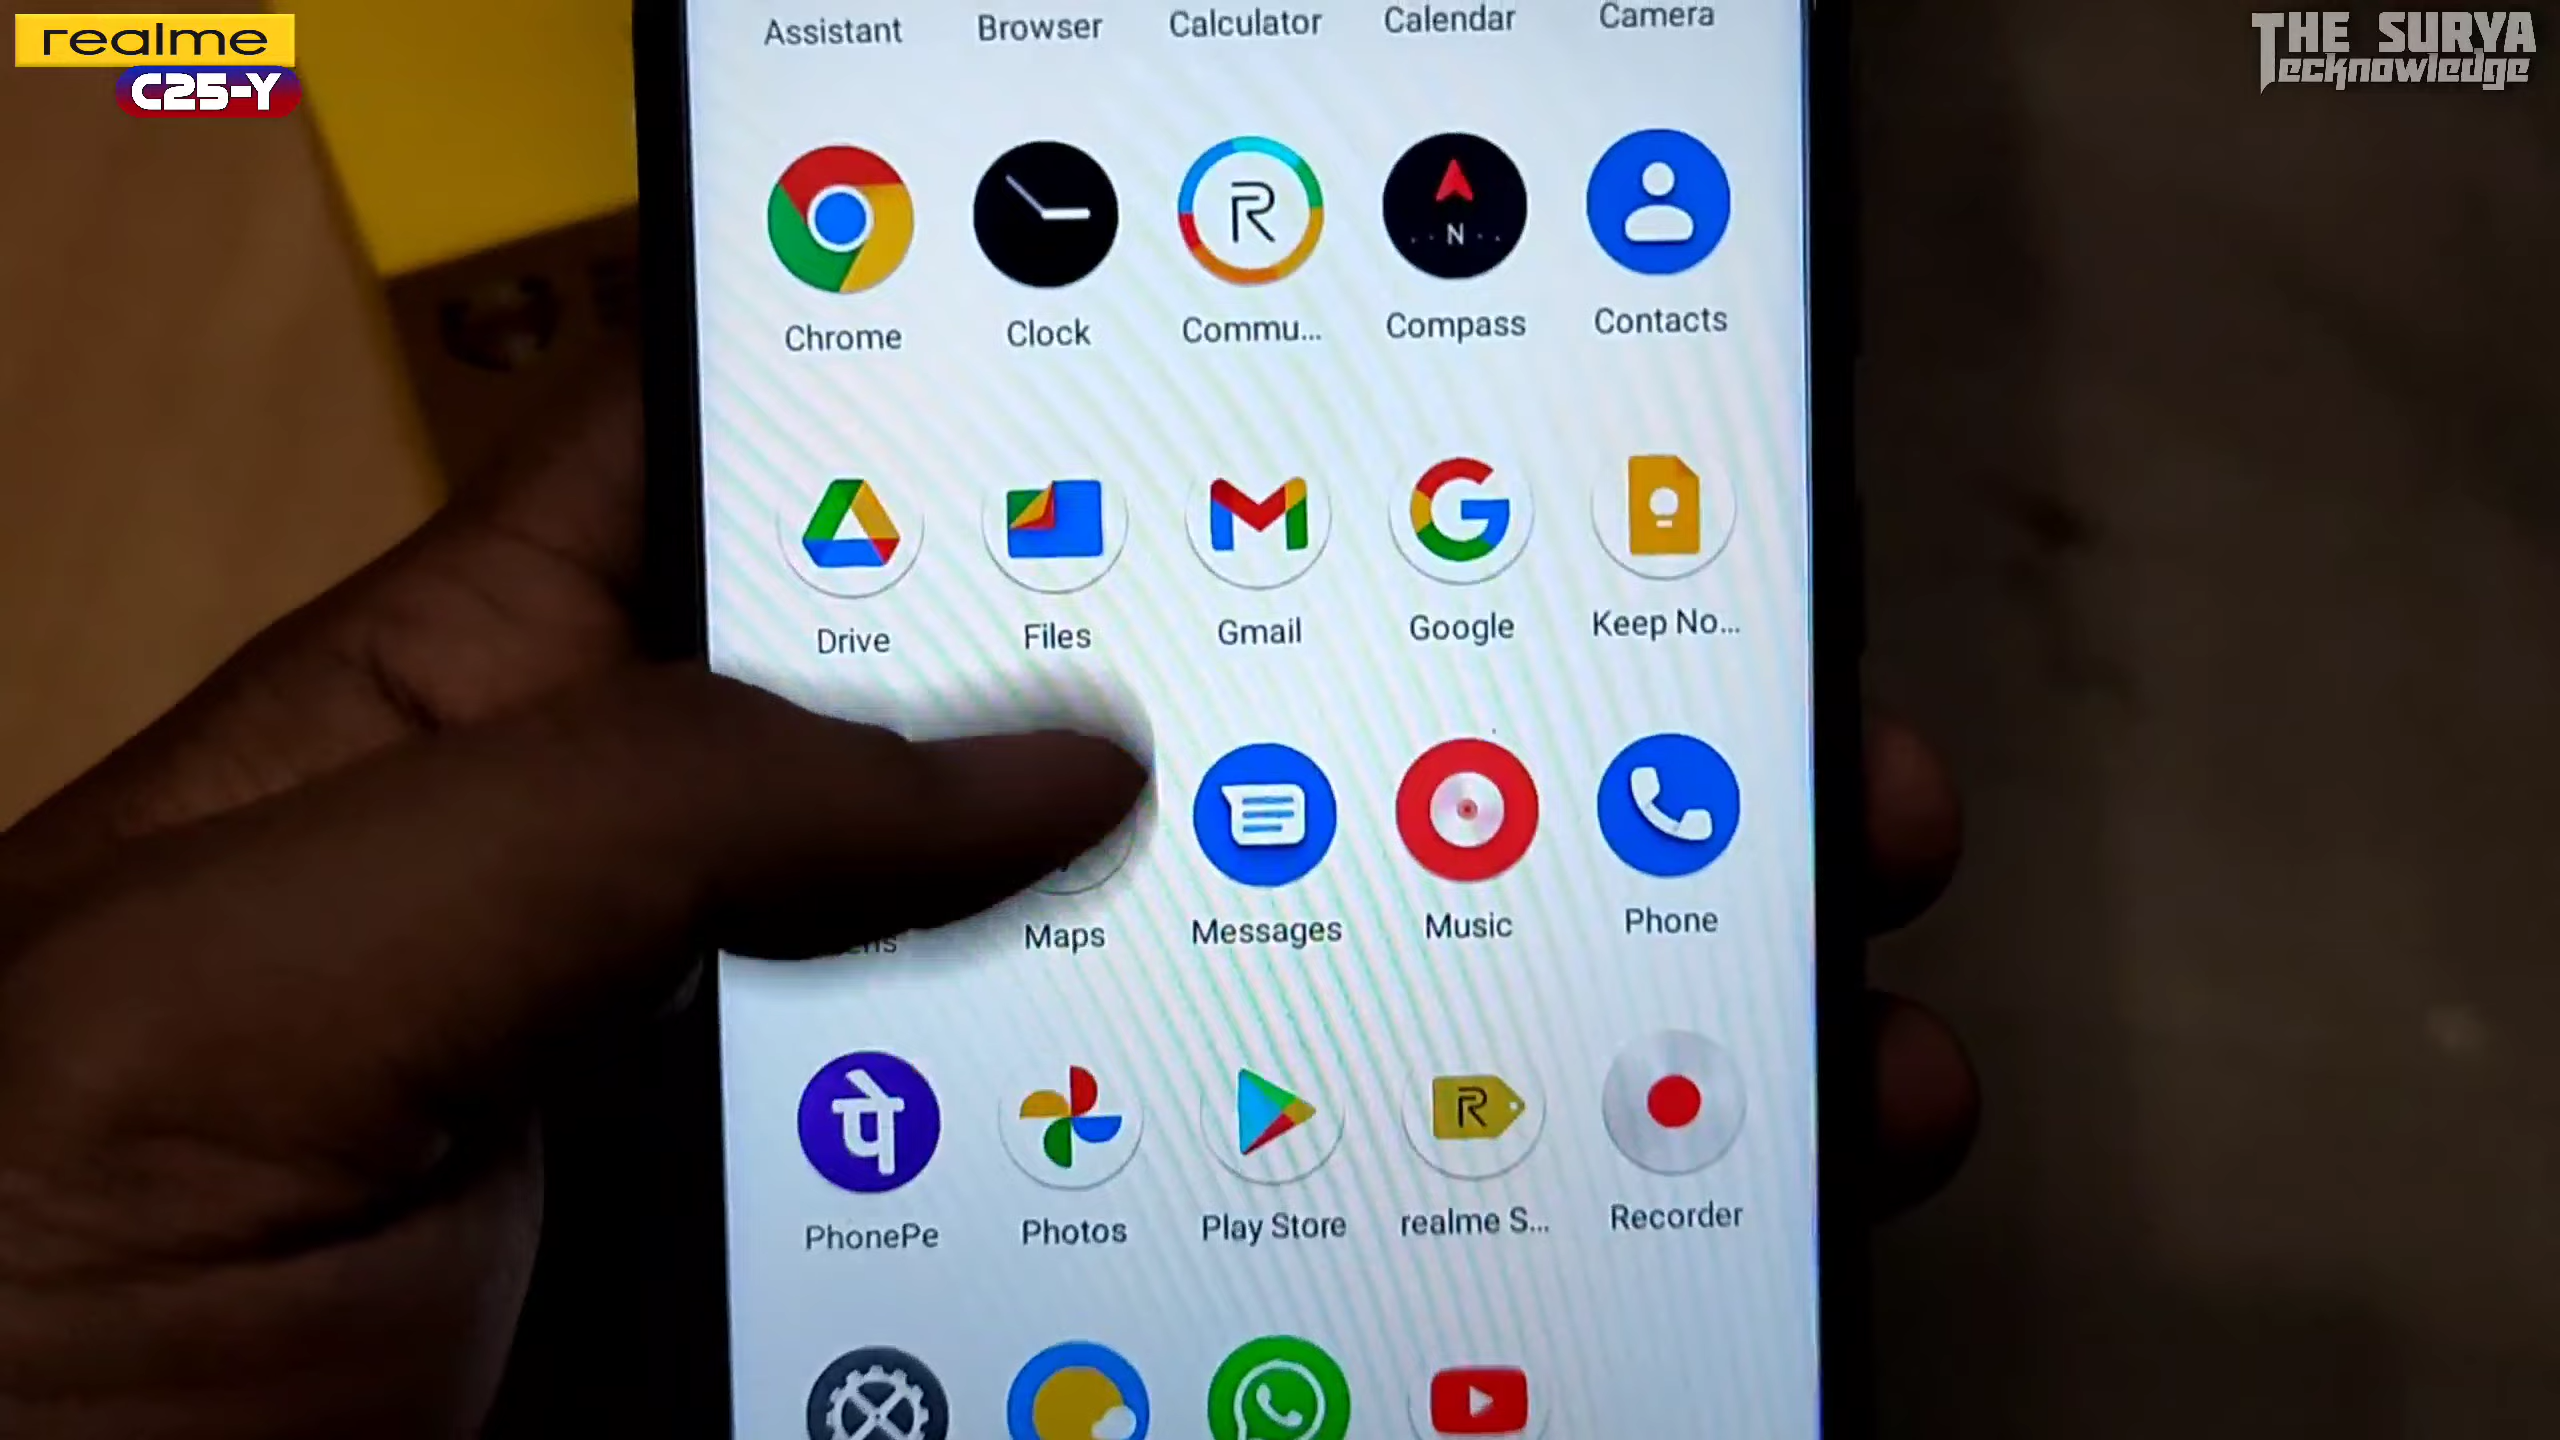 realme
C25-Y
THE SURYA
Tecknowledge
Assistant Browser Calculator Calendar Camera
R
N
Chrome Clock Commu... Compass Contacts
Drive Files Gmail Google Keep No...
Maps Messages Music Phone
पे
R
PhonePe Photos Play Store realme S... Recorder